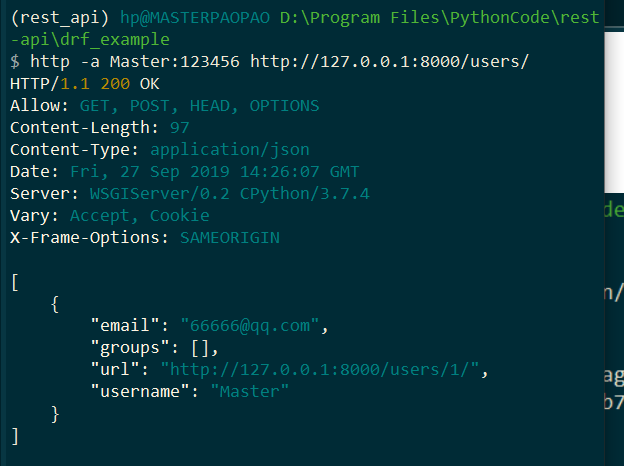 (rest_api) hp@MASTERPAOPAO D:\Program Files\PythonCode\rest
-api\drf_example
$ http -a Master:123456 http://127.0.0.1:8000/users/
HTTP/1.1 200 OK
Allow: GET, POST, HEAD, OPTIONS
Content-Length: 97
Content-Type: application/json
Date: Fri, 27 Sep 2019 14:26:07 GMT
Server: WSGIServer/0.2 CPython/3.7.4
Vary: Accept, Cookie
X-Frame-Options: SAMEORIGIN
[
{
"email": "66666@qq.com",
"groups": [],
"url": "http://127.0.0.1:8000/users/1/",
"username": "Master"
}
]
de
n/
ag
b7